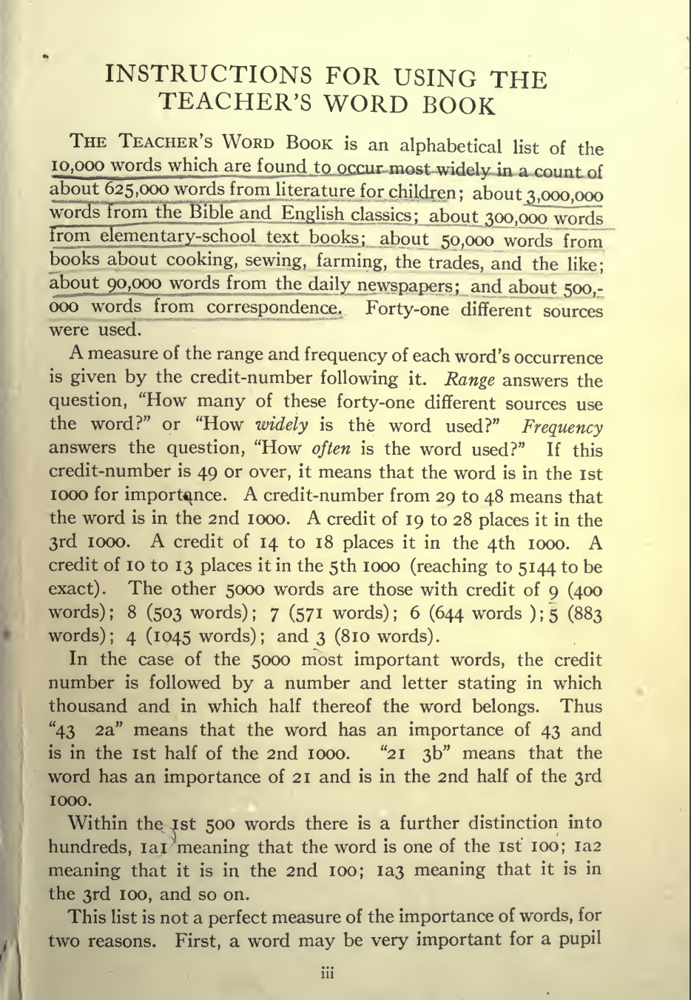 INSTRUCTIONS FOR USING THE
TEACHER'S WORD BOOK
THE TEACHER'S WORD BOOK is an alphabetical list of the
10,000 words which are found to occur most widely in a count of
about 625,000 words from literature for children; about 3,000,000
words from the Bible and English classics; about 300,000 words
from elementary-school text books; about 50,000 words from
books about cooking, sewing, farming, the trades, and the like;
about 90,000 words from the daily newspapers; and about 500,-
000 words from correspondence. Forty-one different sources
were used.
A measure of the range and frequency of each word's occurrence
is given by the credit-number following it. Range answers the
question, "How many of these forty-one different sources use
the word?" or "How widely is the word used?" Frequency
answers the question, "How often is the word used?" If this
credit-number is 49 or over, it means that the word is in the 1st
1000 for importance. A credit-number from 29 to 48 means that
the word is in the 2nd 1000. A credit of 19 to 28 places it in the
3rd 1000. A credit of 14 to 18 places it in the 4th 1000. A
credit of 10 to 13 places it in the 5th 1000 (reaching to 5144 to be
exact). The other 5000 words are those with credit of 9 (400
words); 8 (503 words); 7 (571 words); 6 (644 words ); 5 (883
words); 4 (1045 words); and 3 (810 words).
In the case of the 5000 most important words, the credit
number is followed by a number and letter stating in which
thousand and in which half thereof the word belongs. Thus
"43 2a" means that the word has an importance of 43 and
is in the 1st half of the 2nd 1000. "21 3b" means that the
word has an importance of 21 and is in the 2nd half of the 3rd
1000.
Within the 1st 500 words there is a further distinction into
hundreds, 1a1 meaning that the word is one of the 1st 100; 1a2
meaning that it is in the 2nd 100; 1a3 meaning that it is in
the 3rd 100, and so on.
This list is not a perfect measure of the importance of words, for
two reasons. First, a word may be very important for a pupil
iii